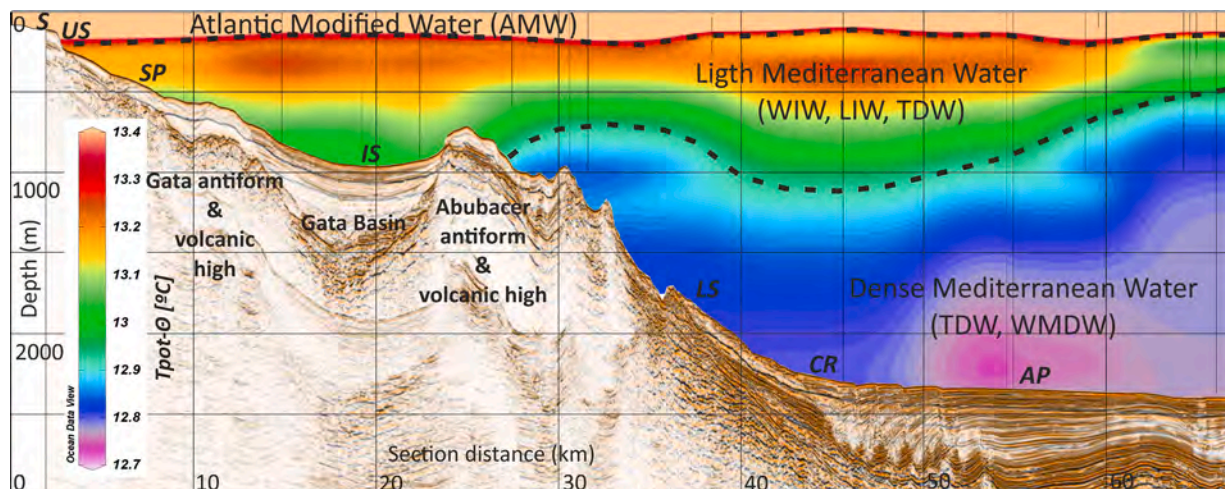 0
S
US
Atlantic Modified Water (AMW)
SP
Ligth Mediterranean Water
(WIW, LIW, TDW)
13.4
13.3
13.2
13.1
13
12.9
12.8
12.7
Tpot-Θ [ºC]
Ocean Data View
IS
1000
Depth (m)
2000
Gata antiform
&
volcanic
high
Gata Basin
Abubacer
antiform
&
volcanic high
LS
Dense Mediterranean Water
(TDW, WMDW)
CR
AP
Section distance (km)
0
10
20
30
40
50
60